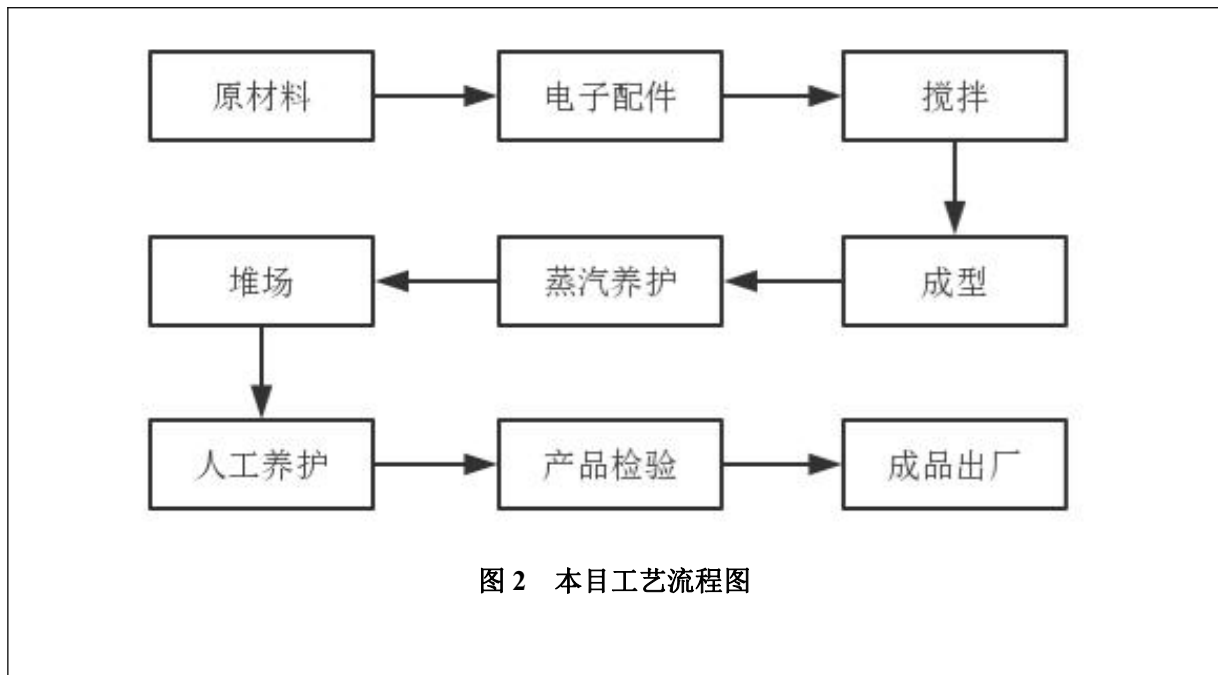 原材料
电子配件
搅拌
成型
蒸汽养护
堆场
人工养护
产品检验
成品出厂
图 2 本目工艺流程图